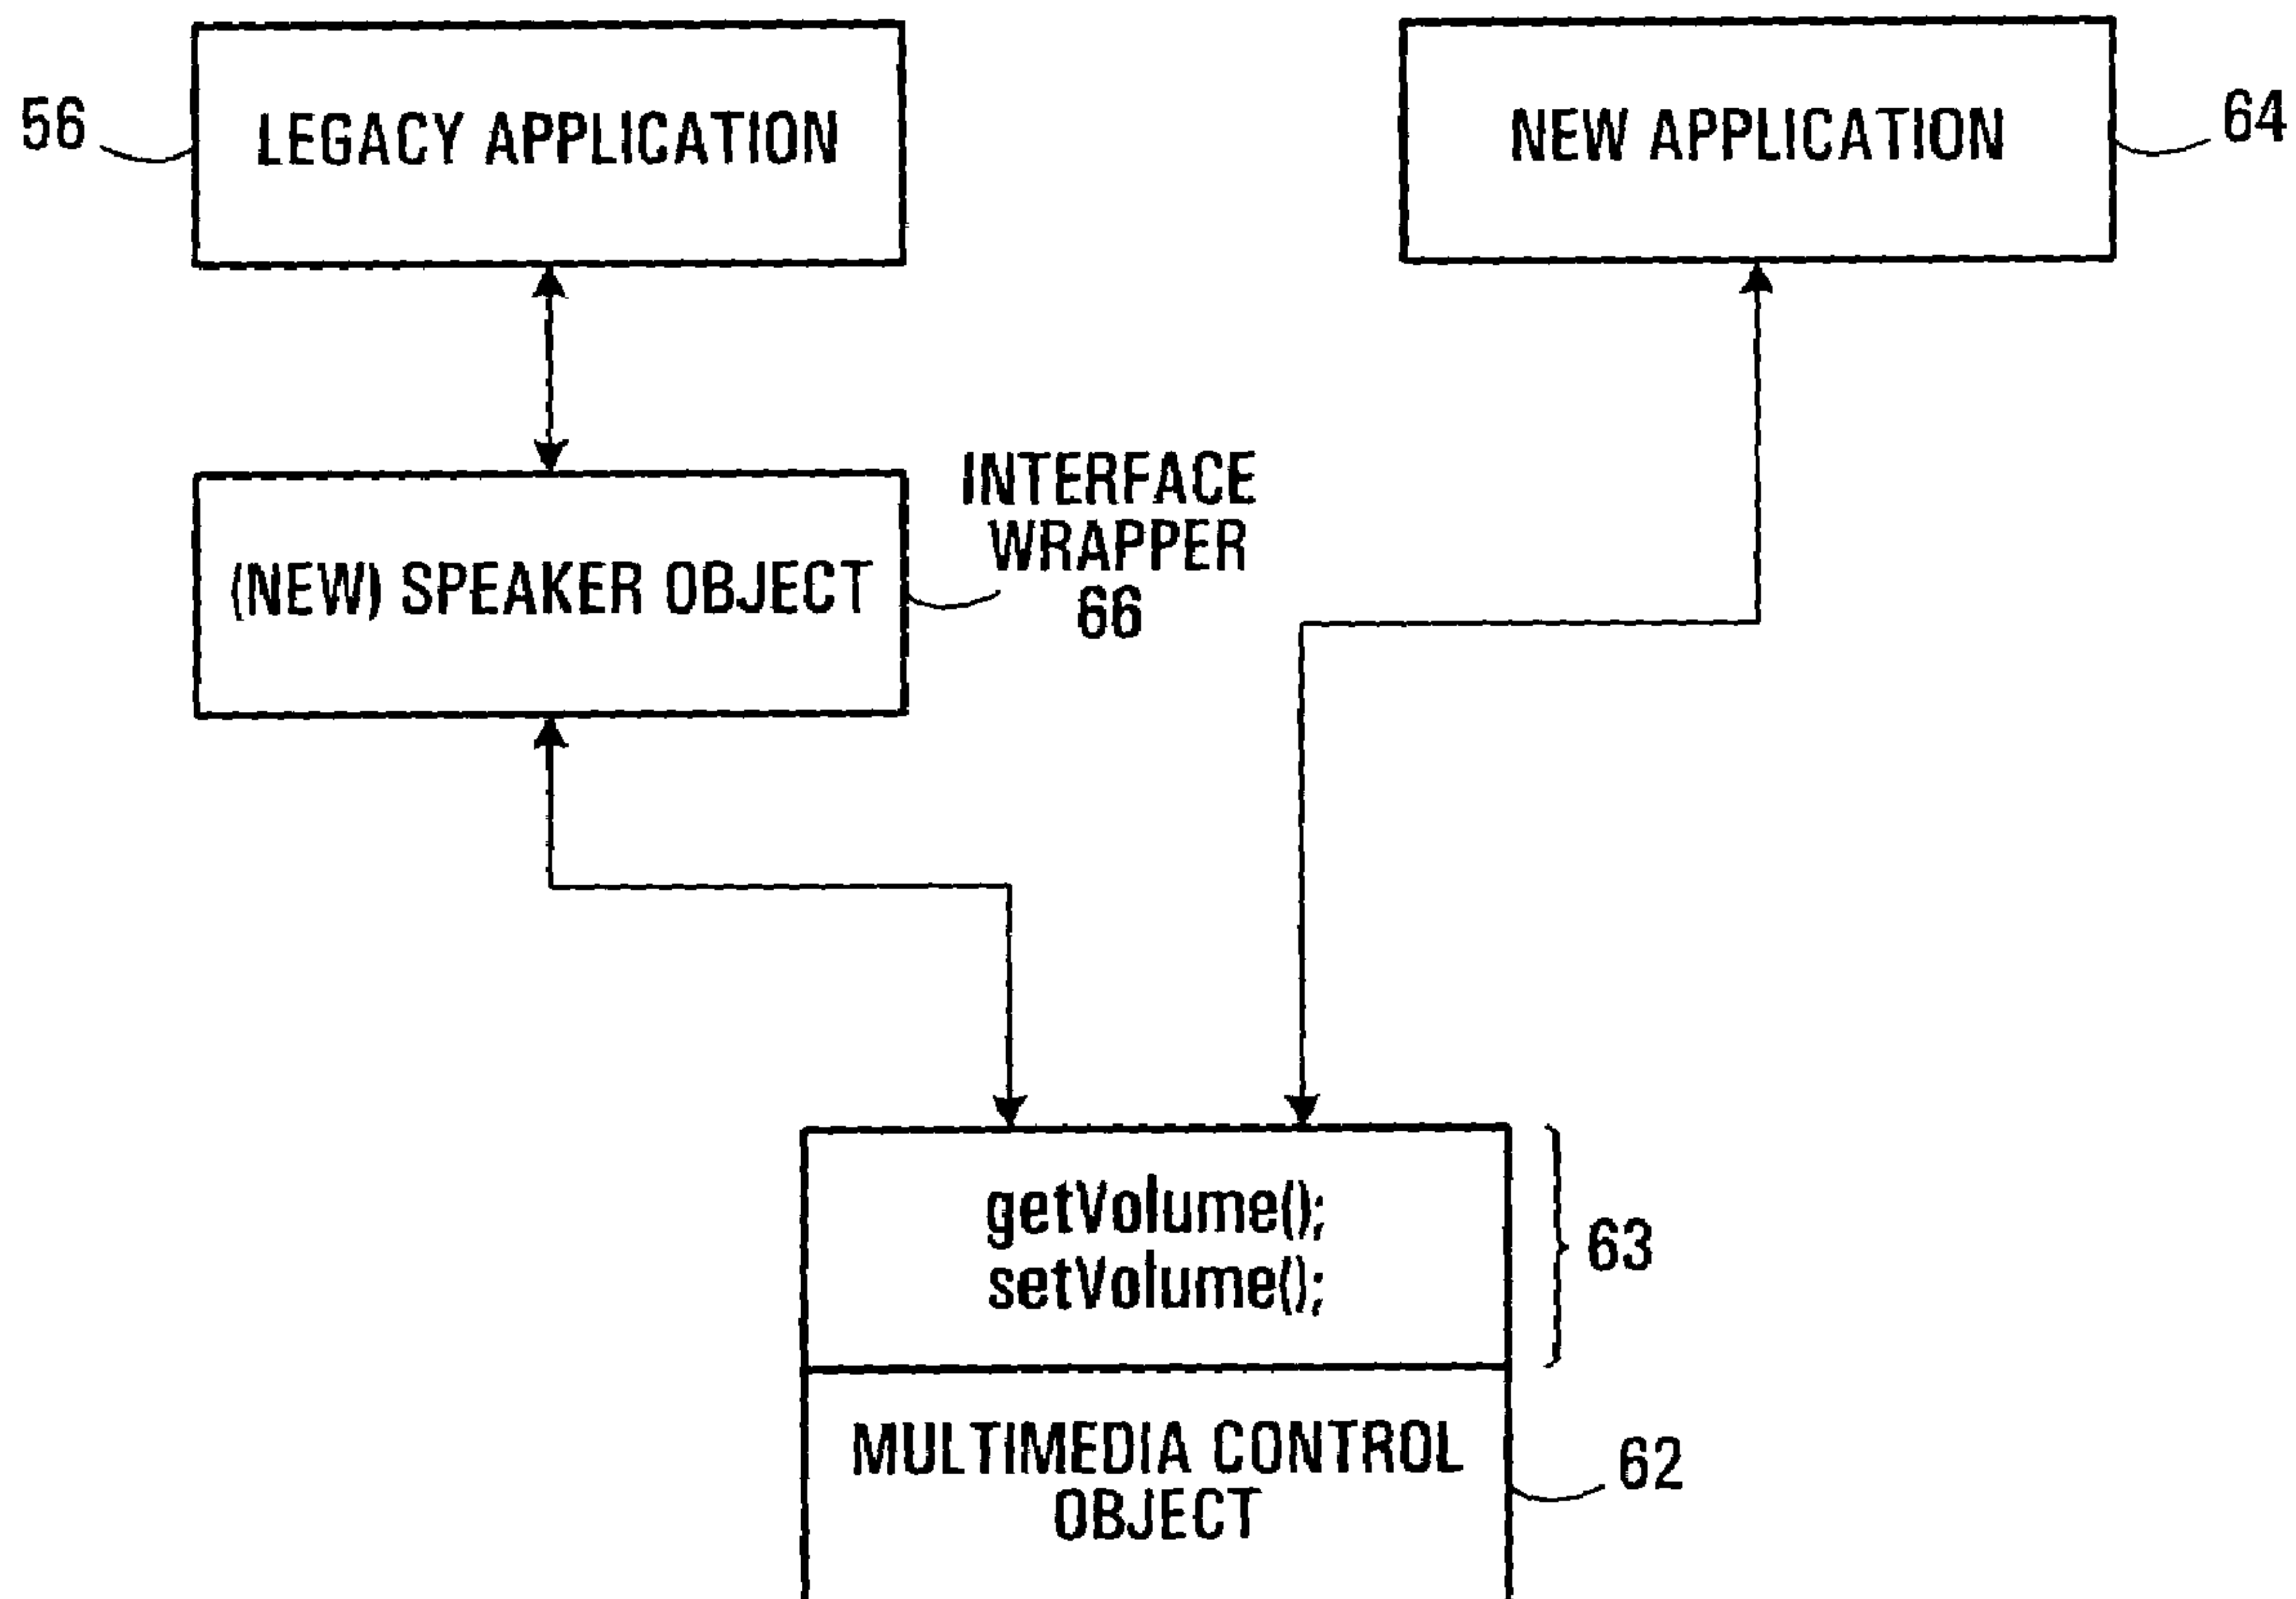 56
LEGACY APPLICATION
NEW APPLICATION
64
(NEW) SPEAKER OBJECT
INTERFACE
WRAPPER
66
getVolume();
setVolume();
63
MULTIMEDIA CONTROL
OBJECT
62